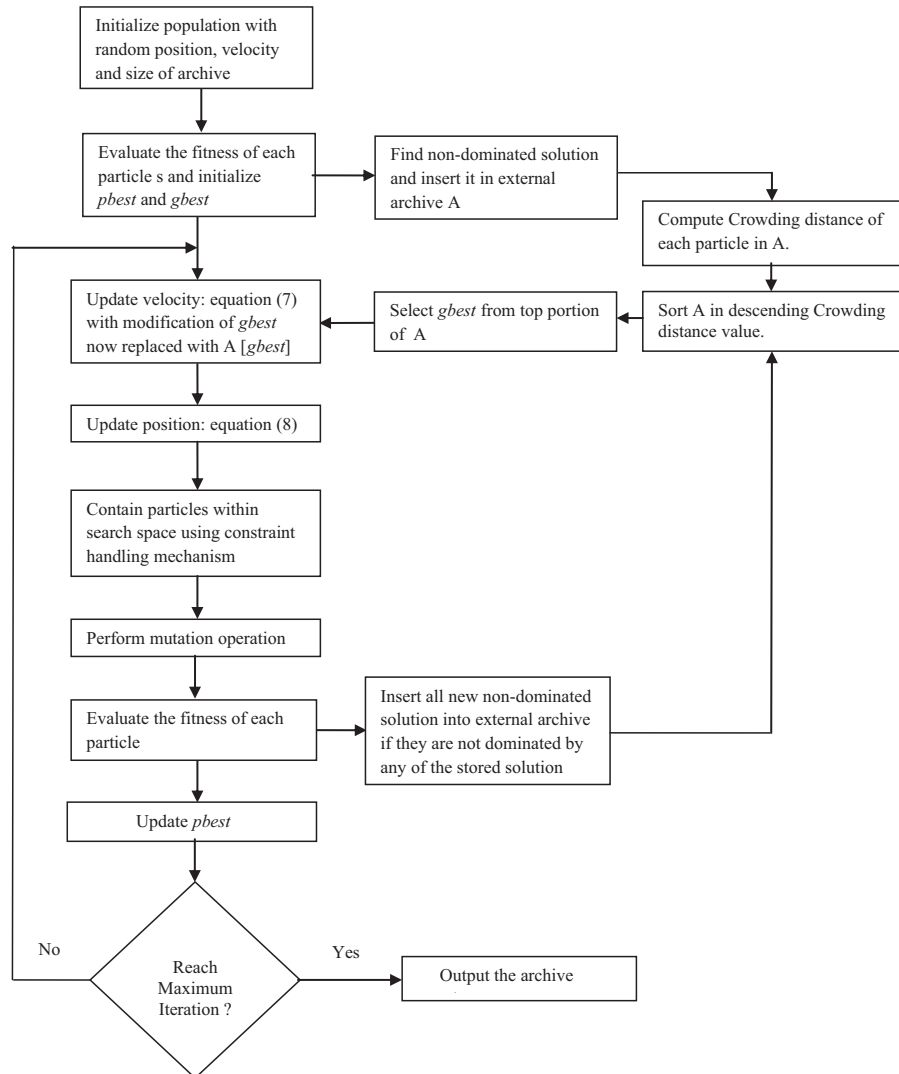 Initialize population with
random position, velocity
and size of archive
Evaluate the fitness of each
particle s and initialize
pbest and gbest
Find non-dominated solution
and insert it in external
archive A
Compute Crowding distance of
each particle in A.
Update velocity: equation (7)
with modification of gbest
now replaced with A [gbest]
Select gbest from top portion
of A
Sort A in descending Crowding
distance value.
Update position: equation (8)
Contain particles within
search space using constraint
handling mechanism
Perform mutation operation
Evaluate the fitness of each
particle
Insert all new non-dominated
solution into external archive
if they are not dominated by
any of the stored solution
Update pbest
No
Reach
Maximum
Iteration ?
Yes
Output the archive